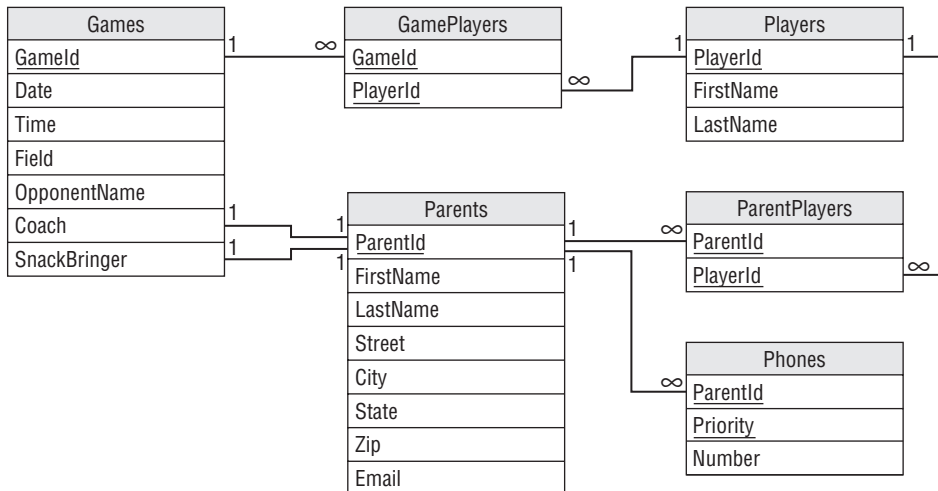 Games
GameId
Date
Time
Field
OpponentName
Coach
SnackBringer
1
∞
1
1
GamePlayers
GameId
PlayerId
∞
1
1
Players
PlayerId
FirstName
LastName
1
1
Parents
ParentId
FirstName
LastName
Street
City
State
Zip
Email
1
1
∞
∞
ParentPlayers
ParentId
PlayerId
∞
Phones
ParentId
Priority
Number